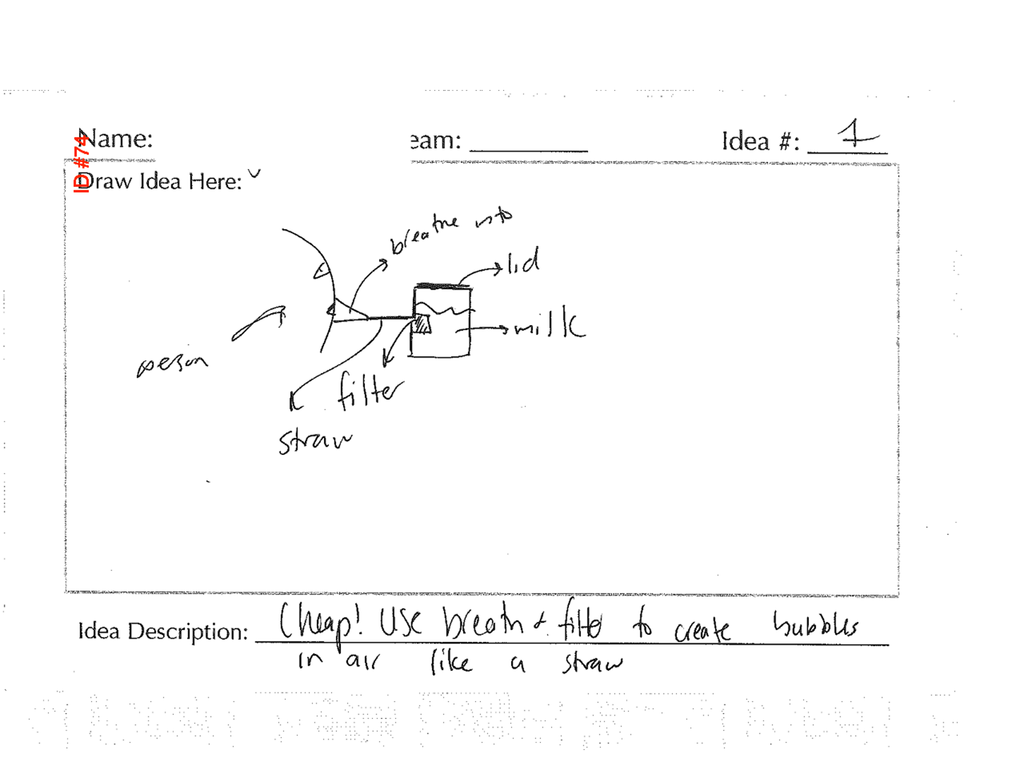 ID #74
Name:
eam:
Idea #: 1
Draw Idea Here:
breathe into
lid
milk
person
filter
straw
Idea Description: Cheap! Use breath + filter to create bubbles
in air like a straw